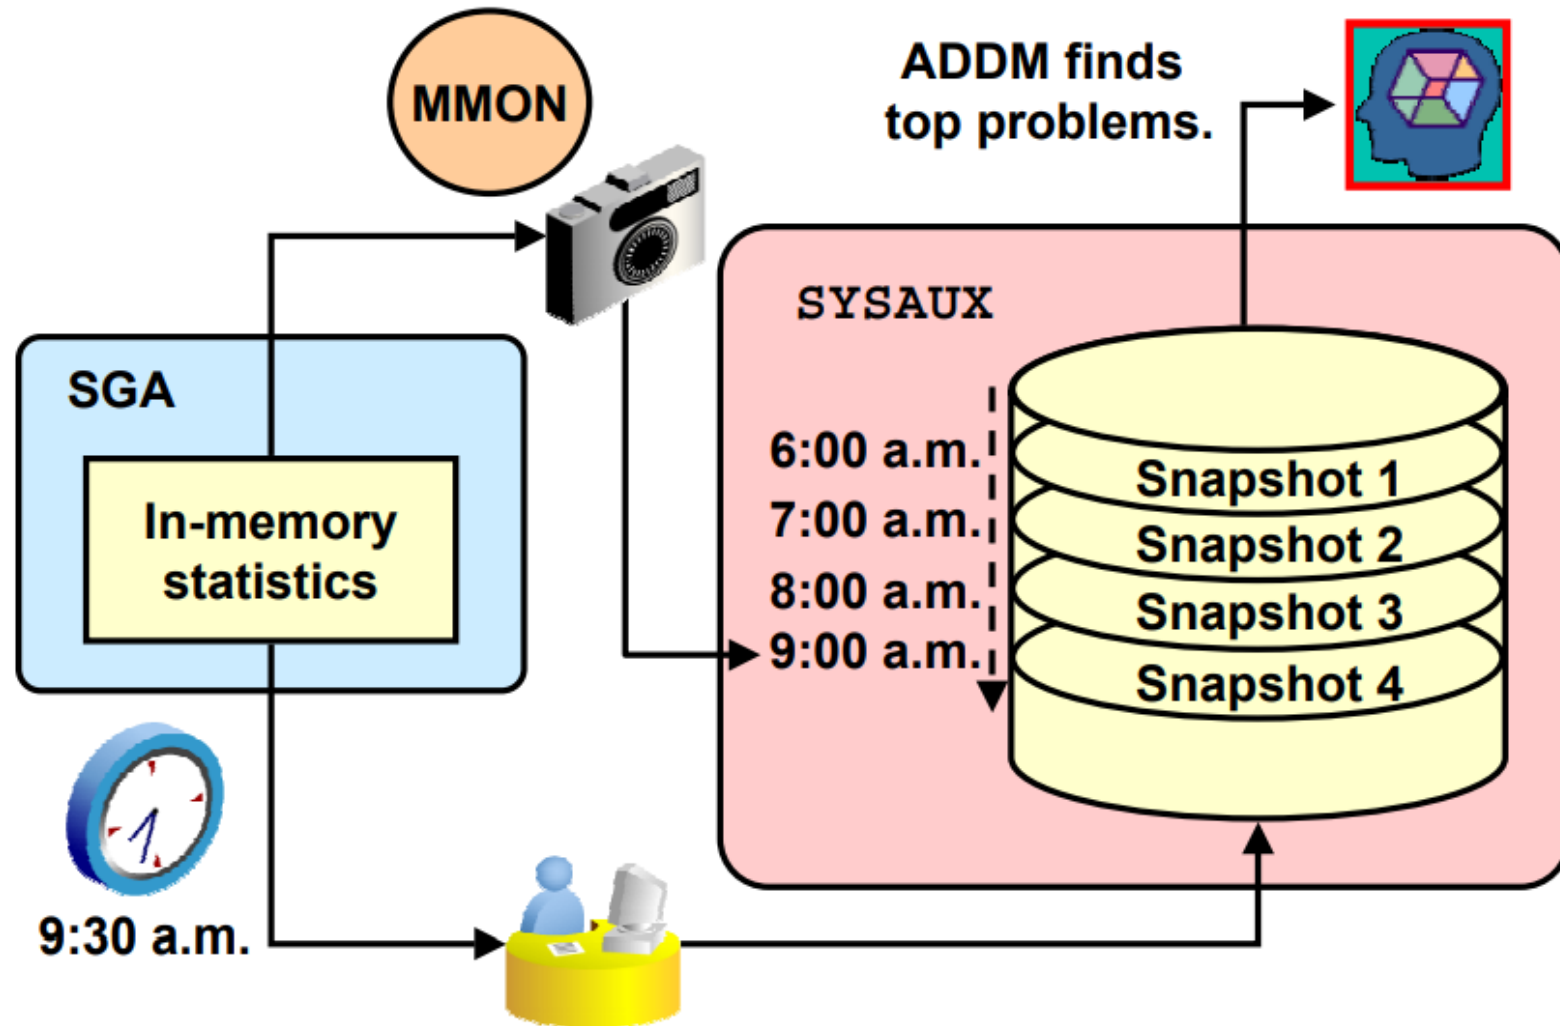 MMON
ADDM finds
top problems.
SGA
In-memory
statistics
SYSAUX
6:00 a.m.
Snapshot 1
7:00 a.m.
Snapshot 2
8:00 a.m.
Snapshot 3
9:00 a.m.
Snapshot 4
9:30 a.m.